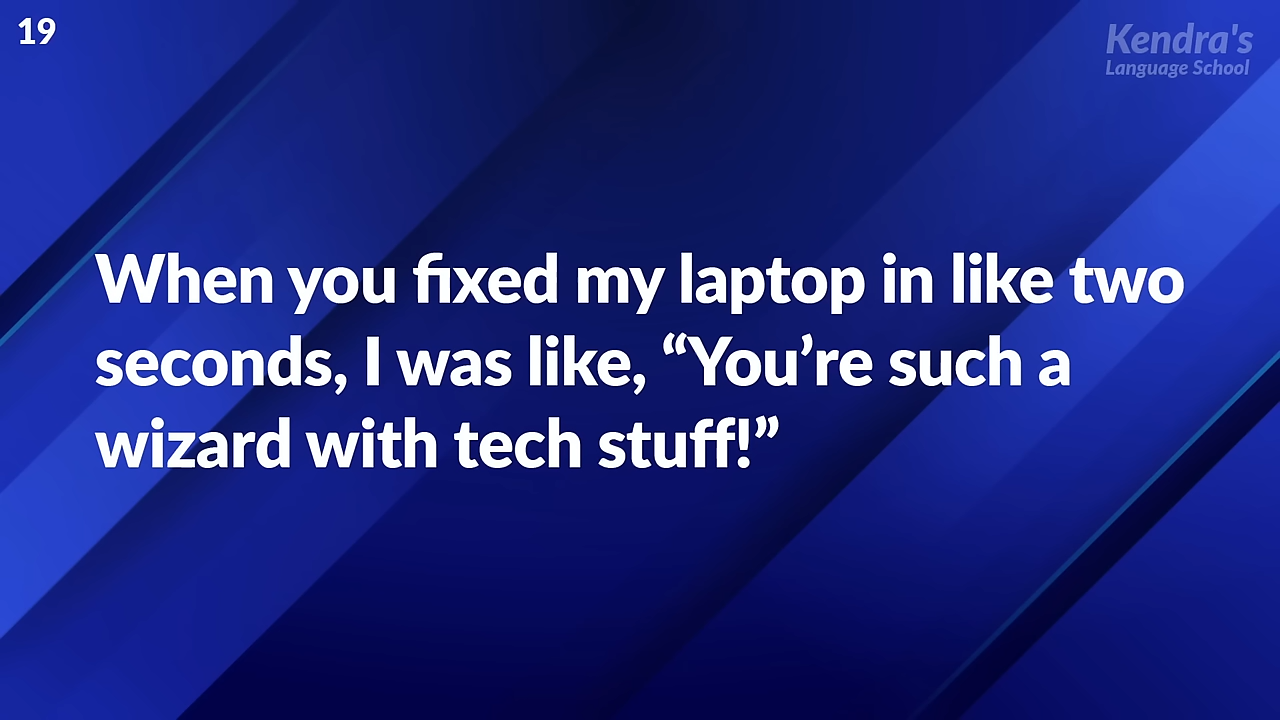 19
Kendra's
Language School
When you fixed my laptop in like two
seconds, I was like, “You’re such a
wizard with tech stuff!”